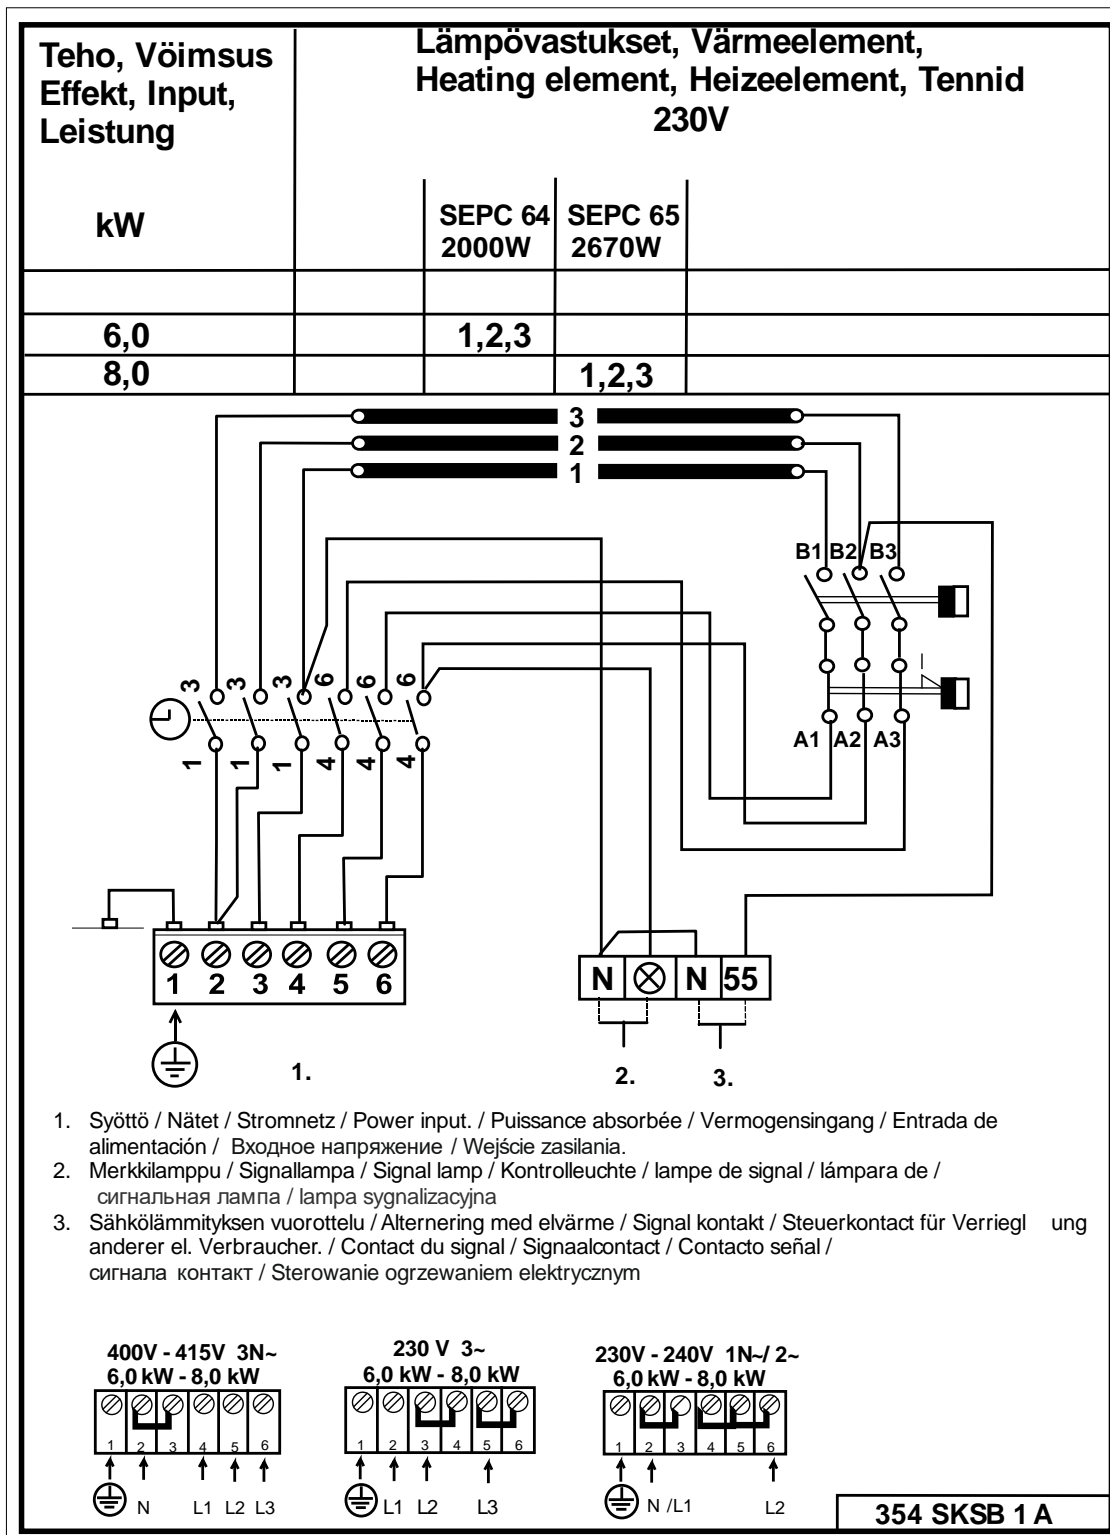 Teho, Vöimsus
Effekt, Input,
Leistung
Lämpövastukset, Värmeelement,
Heating element, Heizeelement, Tennid
230V
kW
SEPC 64
2000W
SEPC 65
2670W
6,0 1,2,3
8,0 1,2,3
3
2
1
B1 B2 B3
3 3 3 6 6 6
1 1 1 4 4 4
A1 A2 A3
1 2 3 4 5 6
N N 55
1.
2.
3.
1. Syöttö / Nätet / Stromnetz / Power input. / Puissance absorbée / Vermogensingang / Entrada de
alimentación / Входное напряжение / Wejście zasilania.
2. Merkkilamppu / Signallampa / Signal lamp / Kontrolleuchte / lampe de signal / lámpara de /
сигнальная лампа / lampa sygnalizacyjna
3. Sähkölämmityksen vuorottelu / Alternering med elvärme / Signal kontakt / Steuerkontact für Verriegl ung
anderer el. Verbraucher. / Contact du signal / Signaalcontact / Contacto señal /
сигнала контакт / Sterowanie ogrzewaniem elektrycznym
400V - 415V 3N~
6,0 kW - 8,0 kW
1 2 3 4 5 6
N L1 L2 L3
230 V 3~
6,0 kW - 8,0 kW
1 2 3 4 5 6
L1 L2 L3
230V - 240V 1N~/ 2~
6,0 kW - 8,0 kW
1 2 3 4 5 6
N /L1 L2
354 SKSB 1 A